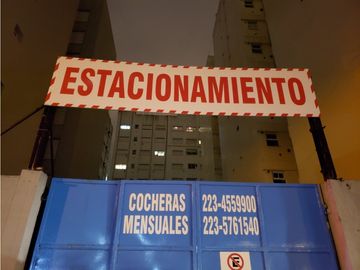 ESTACIONAMIENTO
COCHERAS 223-4559900
MENSUALES 223-5761540
E